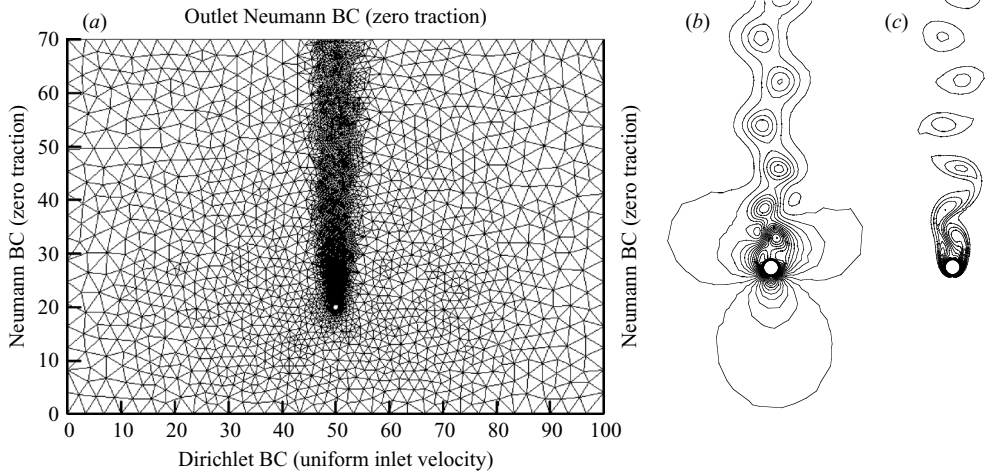 (a)
Outlet Neumann BC (zero traction)
(b)
(c)
Neumann BC (zero traction)
70
60
50
40
30
20
10
0
0 10 20 30 40 50 60 70 80 90 100
Dirichlet BC (uniform inlet velocity)
Neumann BC (zero traction)